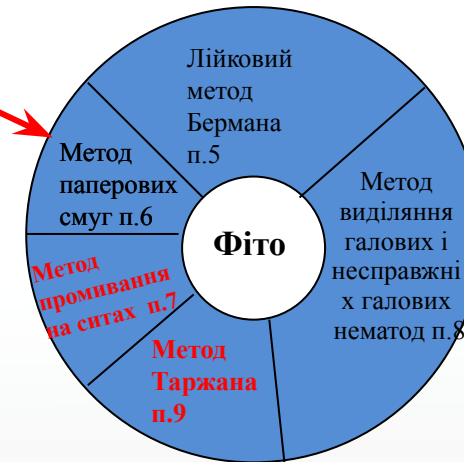 Лійковий
метод
Бермана
п.5
Метод
паперових
смуг п.6
Метод
виділяння
галових і
несправжні
х галових
нематод п.8
Фіто
Метод
промивання
на ситах п.7
Метод
Таржана
п.9